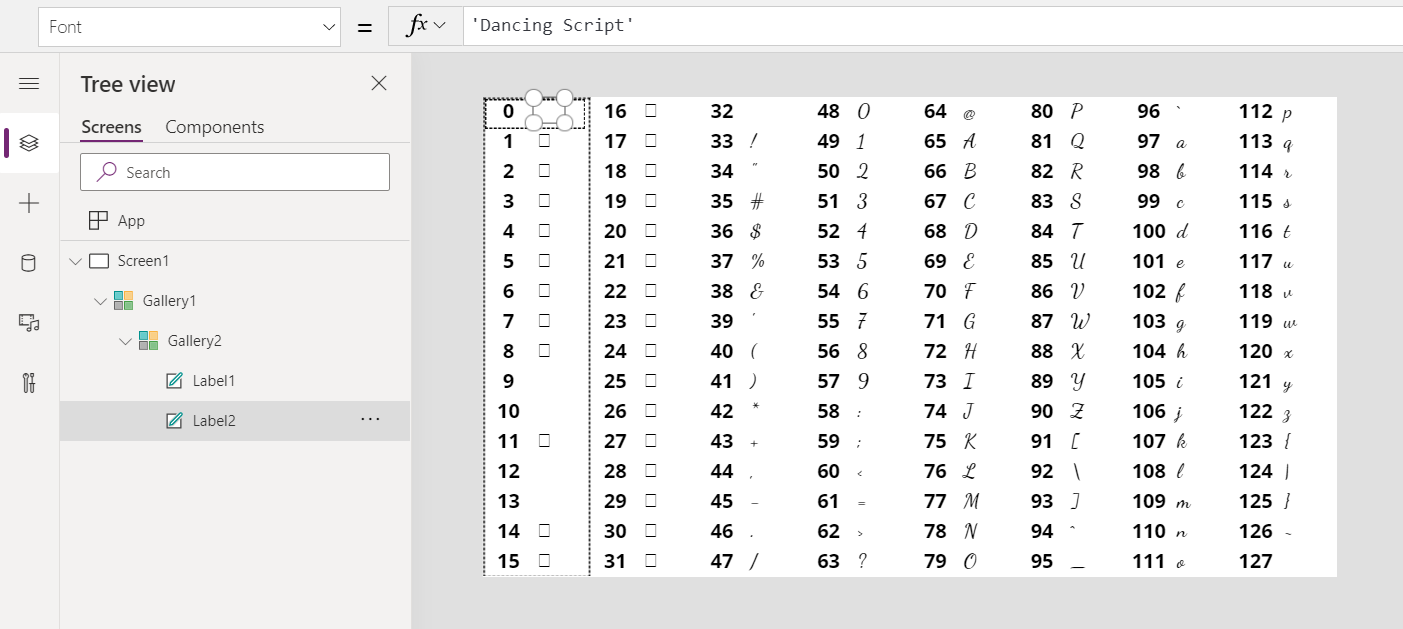 Font = fx 'Dancing Script'
Tree view
Screens Components
Search
App
Screen1
Gallery1
Gallery2
Label1
Label2 ...
0 16 □ 32 48 0 64 @ 80 P 96 ` 112 p
1 □ 17 □ 33 ! 49 1 65 A 81 Q 97 a 113 q
2 □ 18 □ 34 " 50 2 66 B 82 R 98 b 114 r
3 □ 19 □ 35 # 51 3 67 C 83 S 99 c 115 s
4 □ 20 □ 36 $ 52 4 68 D 84 T 100 d 116 t
5 □ 21 □ 37 % 53 5 69 E 85 U 101 e 117 u
6 □ 22 □ 38 & 54 6 70 F 86 V 102 f 118 v
7 □ 23 □ 39 ' 55 7 71 G 87 W 103 g 119 w
8 □ 24 □ 40 ( 56 8 72 H 88 X 104 h 120 x
9 25 □ 41 ) 57 9 73 I 89 Y 105 i 121 y
10 26 □ 42 * 58 : 74 J 90 Z 106 j 122 z
11 □ 27 □ 43 + 59 ; 75 K 91 [ 107 k 123 {
12 28 □ 44 , 60 < 76 L 92 \ 108 l 124 |
13 29 □ 45 - 61 = 77 M 93 ] 109 m 125 }
14 □ 30 □ 46 . 62 > 78 N 94 ^ 110 n 126 ~
15 □ 31 □ 47 / 63 ? 79 O 95 _ 111 o 127